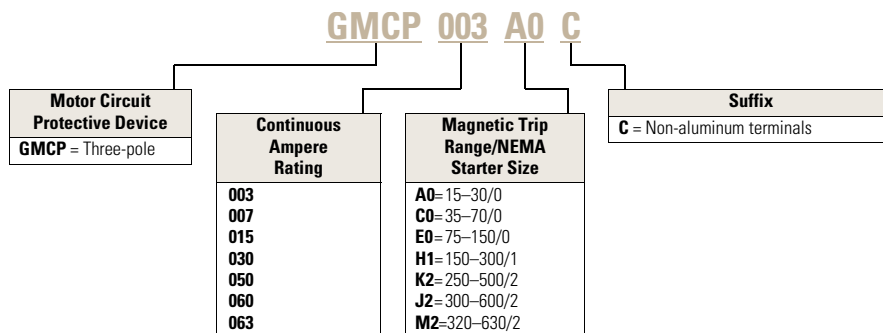 GMCP 003 A0 C
Motor Circuit
Protective Device
GMCP = Three-pole
Continuous
Ampere
Rating
003
007
015
030
050
060
063
Magnetic Trip
Range/NEMA
Starter Size
A0=15–30/0
C0=35–70/0
E0=75–150/0
H1=150–300/1
K2=250–500/2
J2=300–600/2
M2=320–630/2
Suffix
C = Non-aluminum terminals